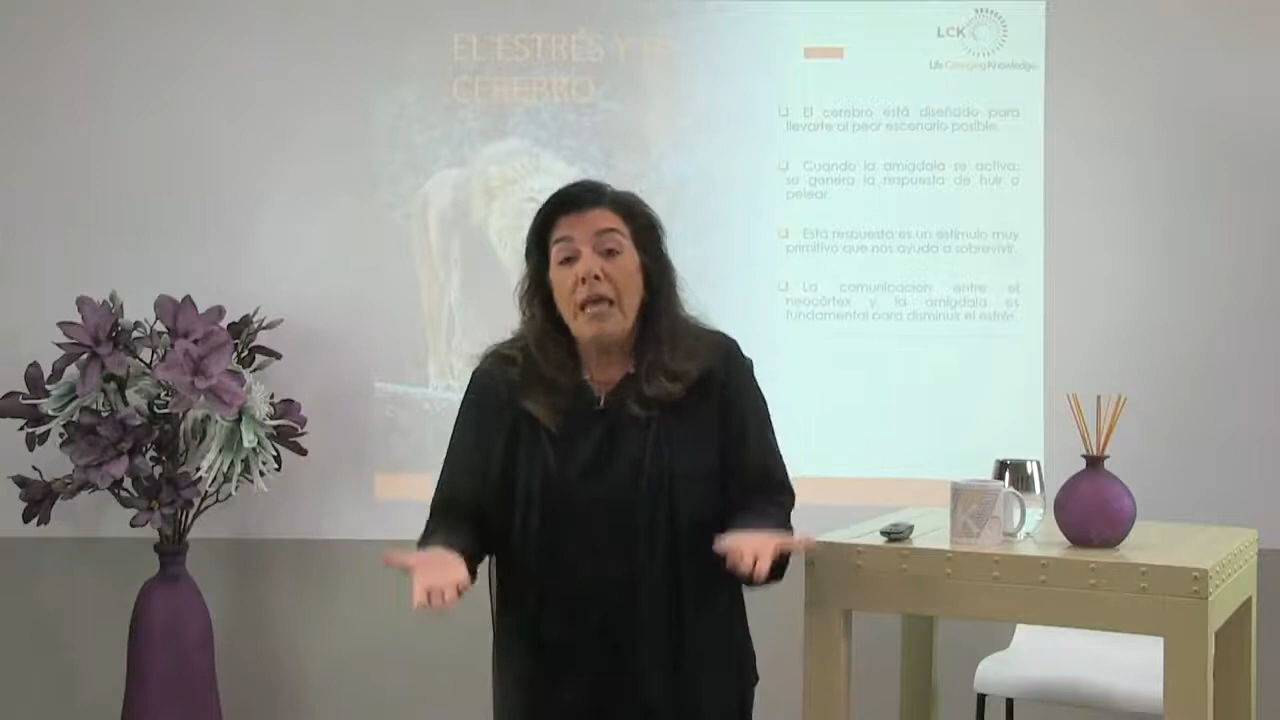 EL ESTRÉS Y
CEREBRO
LCK
Life Changing Knowledge
❑ El cerebro está diseñado para
llevarte al peor escenario posible.
❑ Cuando la amígdala se activa,
se genera la respuesta de huir o
pelear.
❑ Esta respuesta es un estímulo muy
primitivo que nos ayuda a sobrevivir.
❑ La comunicación entre el
neocórtex y la amígdala es
fundamental para disminuir el estrés.